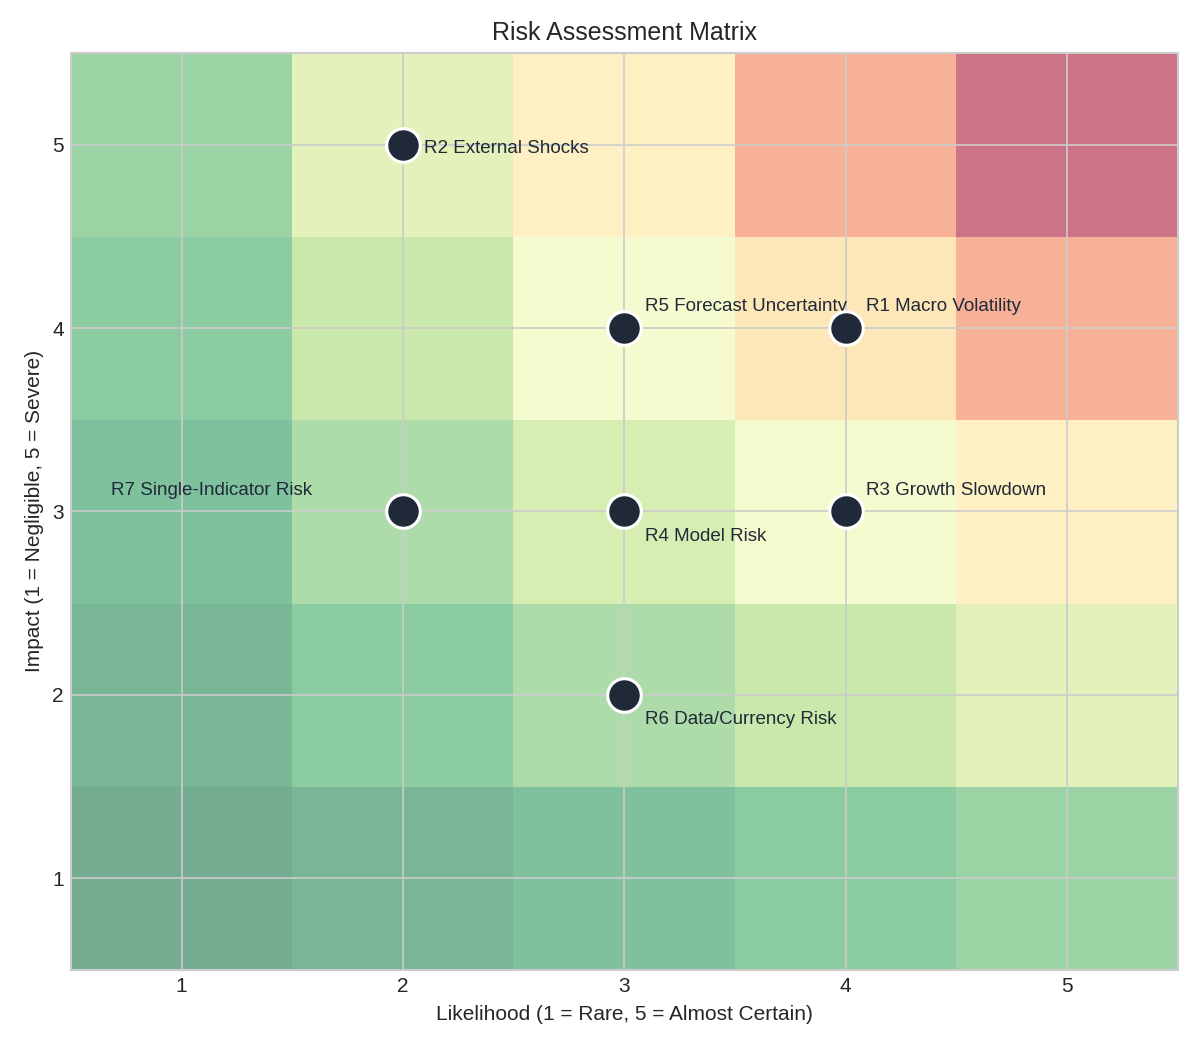 Risk Assessment Matrix
5
R2 External Shocks
R5 Forecast Uncertainty
R1 Macro Volatility
4
R7 Single-Indicator Risk
R3 Growth Slowdown
3
R4 Model Risk
2
R6 Data/Currency Risk
1
1 2 3 4 5
Likelihood (1 = Rare, 5 = Almost Certain)
Impact (1 = Negligible, 5 = Severe)